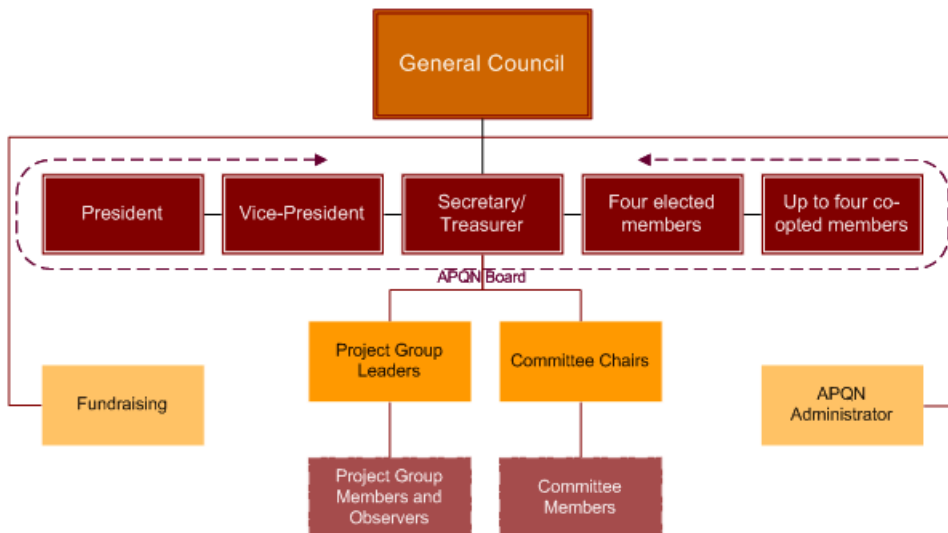 General Council
President
Vice-President
Secretary/
Treasurer
Four elected
members
Up to four co-
opted members
APQN Board
Project Group
Leaders
Committee Chairs
Fundraising
APQN
Administrator
Project Group
Members and
Observers
Committee
Members